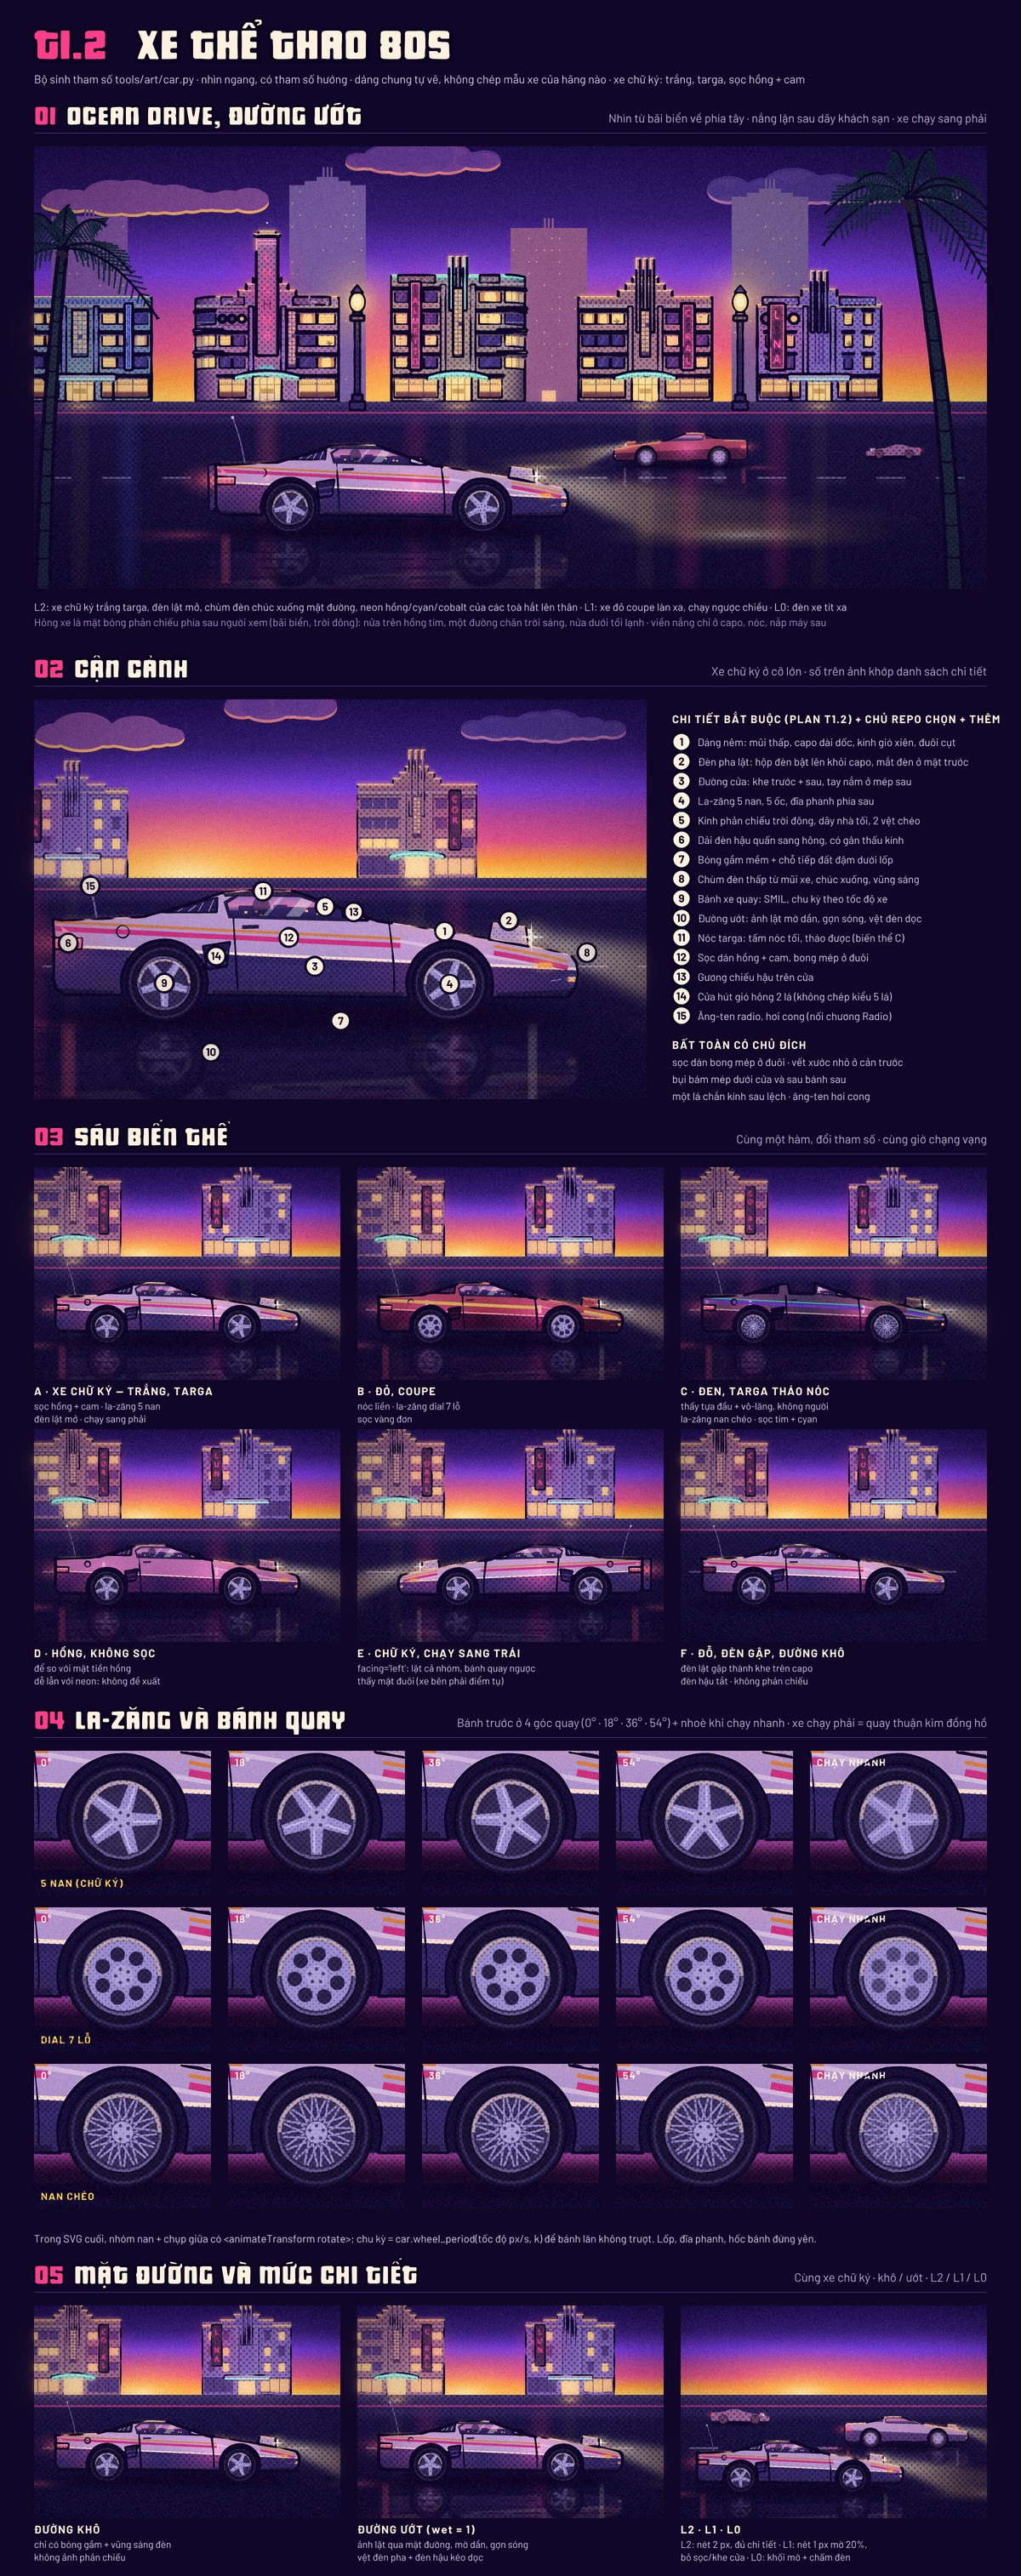 T1.2 XE THỂ THAO 80S
Bộ sinh tham số tools/art/car.py · nhìn ngang, có tham số hướng · dáng chung tự vẽ, không chép mẫu xe của hãng nào · xe chữ ký: trắng, targa, sọc hồng + cam
01 OCEAN DRIVE, ĐƯỜNG ƯỚT
Nhìn từ bãi biển về phía tây · nắng lặn sau dãy khách sạn · xe chạy sang phải
CORAL
LUNA
L2: xe chữ ký trắng targa, đèn lật mở, chùm đèn chúc xuống mặt đường, neon hồng/cyan/cobalt của các toà hắt lên thân · L1: xe đỏ coupe làn xa, chạy ngược chiều · L0: đèn xe tít xa
Hông xe là mặt bóng phản chiếu phía sau người xem (bãi biển, trời đông): nửa trên hồng tím, một đường chân trời sáng, nửa dưới tối lạnh · viền nắng chỉ ở capo, nóc, nắp máy sau
02 CẬN CẢNH
Xe chữ ký ở cỡ lớn · số trên ảnh khớp danh sách chi tiết
15
11
5
13
2
1
6
12
8
14
3
9
4
7
10
CHI TIẾT BẮT BUỘC (PLAN T1.2) + CHỦ REPO CHỌN + THÊM
1 Dáng nêm: mũi thấp, capo dài dốc, kính gió xiên, đuôi cụt
2 Đèn pha lật: hộp đèn bật lên khỏi capo, mắt đèn ở mặt trước
3 Đường cửa: khe trước + sau, tay nắm ở mép sau
4 La-zăng 5 nan, 5 ốc, đĩa phanh phía sau
5 Kính phản chiếu trời đông, dãy nhà tối, 2 vệt chéo
6 Dải đèn hậu quấn sang hông, có gân thấu kính
7 Bóng gầm mềm + chỗ tiếp đất đậm dưới lốp
8 Chùm đèn thấp từ mũi xe, chúc xuống, vũng sáng
9 Bánh xe quay: SMIL, chu kỳ theo tốc độ xe
10 Đường ướt: ảnh lật mờ dần, gợn sóng, vệt đèn dọc
11 Nóc targa: tấm nóc tối, tháo được (biến thể C)
12 Sọc dán hồng + cam, bong mép ở đuôi
13 Gương chiếu hậu trên cửa
14 Cửa hút gió hông 2 lá (không chép kiểu 5 lá)
15 Ăng-ten radio, hơi cong (nối chương Radio)
BẤT TOÀN CÓ CHỦ ĐÍCH
sọc dán bong mép ở đuôi · vết xước nhỏ ở cản trước
bụi bám mép dưới cửa và sau bánh sau
một lá chắn kính sau lệch · ăng-ten hơi cong
03 SÁU BIẾN THỂ
Cùng một hàm, đổi tham số · cùng giờ chạng vạng
A · XE CHỮ KÝ — TRẮNG, TARGA
sọc hồng + cam · la-zăng 5 nan
đèn lật mở · chạy sang phải
B · ĐỎ, COUPE
nóc liền · la-zăng dial 7 lỗ
sọc vàng đơn
C · ĐEN, TARGA THÁO NÓC
thấy tựa đầu + vô-lăng, không người
la-zăng nan chéo · sọc tím + cyan
D · HỒNG, KHÔNG SỌC
để so với mặt tiền hồng
dễ lẫn với neon: không đề xuất
E · CHỮ KÝ, CHẠY SANG TRÁI
facing='left': lật cả nhóm, bánh quay ngược
thấy mặt đuôi (xe bên phải điểm tụ)
F · ĐỖ, ĐÈN GẬP, ĐƯỜNG KHÔ
đèn lật gập thành khe trên capo
đèn hậu tắt · không phản chiếu
04 LA-ZĂNG VÀ BÁNH QUAY
Bánh trước ở 4 góc quay (0° · 18° · 36° · 54°) + nhoè khi chạy nhanh · xe chạy phải = quay thuận kim đồng hồ
0° 18° 36° 54° CHẠY NHANH
5 NAN (CHỮ KÝ)
0° 18° 36° 54° CHẠY NHANH
DIAL 7 LỖ
0° 18° 36° 54° CHẠY NHANH
NAN CHÉO
Trong SVG cuối, nhóm nan + chụp giữa có <animateTransform rotate>; chu kỳ = car.wheel_period(tốc độ px/s, k) để bánh lăn không trượt. Lốp, đĩa phanh, hốc bánh đứng yên.
05 MẶT ĐƯỜNG VÀ MỨC CHI TIẾT
Cùng xe chữ ký · khô / ướt · L2 / L1 / L0
ĐƯỜNG KHÔ
chỉ có bóng gầm + vũng sáng đèn
không ảnh phản chiếu
ĐƯỜNG ƯỚT (wet = 1)
ảnh lật qua mặt đường, mờ dần, gợn sóng
vệt đèn pha + đèn hậu kéo dọc
L2 · L1 · L0
L2: nét 2 px, đủ chi tiết · L1: nét 1 px mờ 20%,
bỏ sọc/khe cửa · L0: khối mờ + chấm đèn